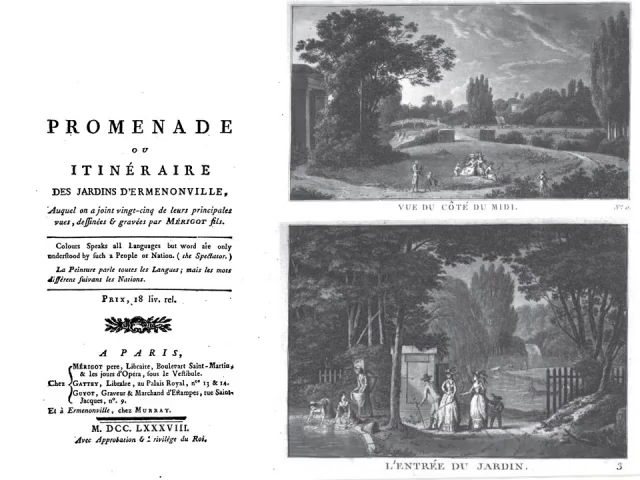 PROMENADE
OU
ITINÉRAIRE
DES JARDINS D'ERMENONVILLE,
Auquel on a joint vingt-cinq de leurs principales
vues, dessinées & gravées par MÉRIGOT fils.
Colours Speaks all Languages but word are only
understood by such a People or Nation. (the Spectator.)
La Peinture parle toutes les Langues; mais les mots
différent suivant les Nations.
PRIX, 18 liv. rel.
A PARIS,
Chez
MÉRIGOT pere, Libraire, Boulevart Saint-Martin,
& les jours d'Opéra, sous le Vestibule.
GATTEY, Libraire, au Palais Royal, nos 13 & 14.
GUYOT, Graveur & Marchand d'Estampes, rue Saint-
Jacques, n°. 9.
Et à Ermenonville, chez MURRAY.
M. DCC. LXXXVIII.
Avec Approbation & Privilége du Roi.
VUE DU CÔTÉ DU MIDI.
L'ENTRÉE DU JARDIN.
3